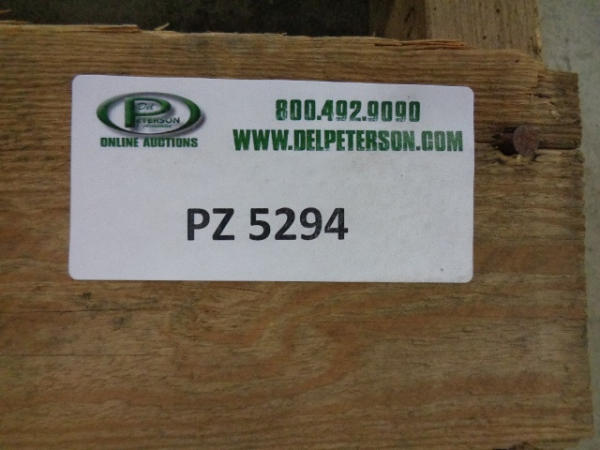 Del
PETERSON
ONLINE AUCTIONS
800.492.9090
WWW.DELPETERSON.COM
PZ 5294